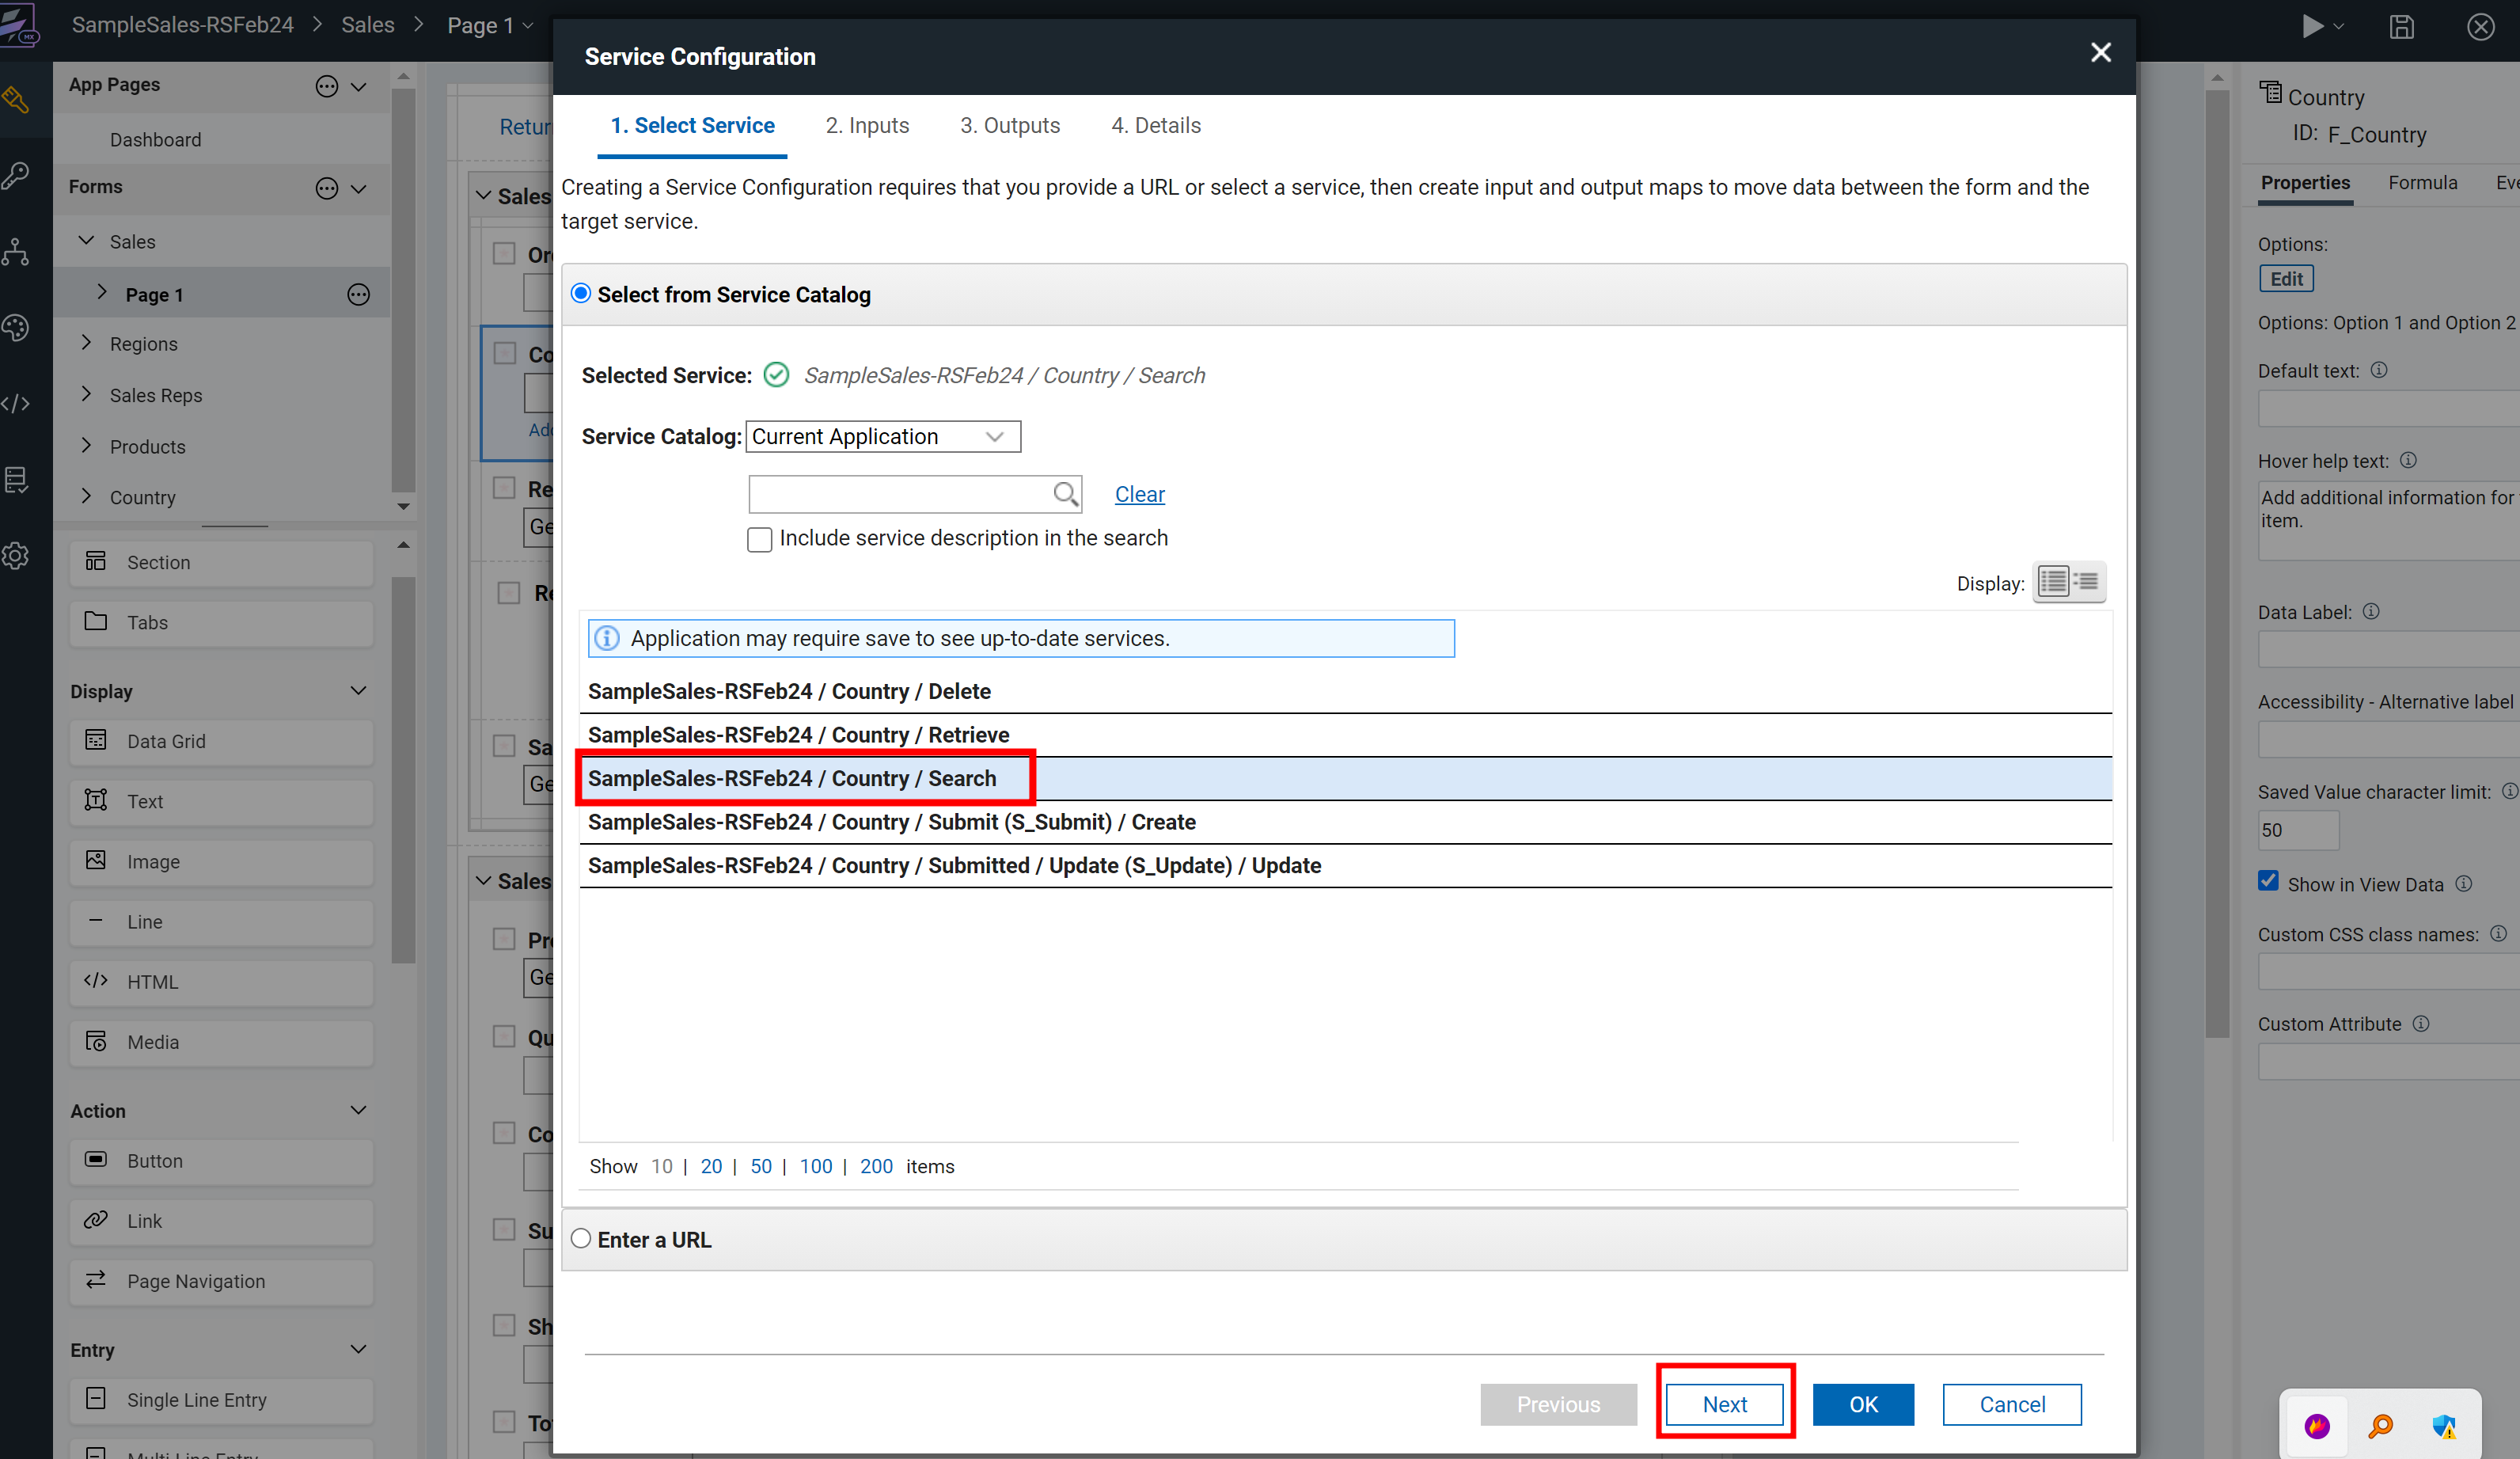 SampleSales-RSFeb24 > Sales > Page 1
App Pages
Dashboard
Forms
Sales
Page 1
Regions
Sales Reps
Products
Country
Section
Tabs
Display
Data Grid
Text
Image
Line
HTML
Media
Action
Button
Link
Page Navigation
Entry
Single Line Entry
Service Configuration
1. Select Service
2. Inputs
3. Outputs
4. Details
Creating a Service Configuration requires that you provide a URL or select a service, then create input and output maps to move data between the form and the
target service.
Select from Service Catalog
Selected Service: SampleSales-RSFeb24 / Country / Search
Service Catalog: Current Application
Clear
Include service description in the search
Display:
Application may require save to see up-to-date services.
SampleSales-RSFeb24 / Country / Delete
SampleSales-RSFeb24 / Country / Retrieve
SampleSales-RSFeb24 / Country / Search
SampleSales-RSFeb24 / Country / Submit (S_Submit) / Create
SampleSales-RSFeb24 / Country / Submitted / Update (S_Update) / Update
Show 10 | 20 | 50 | 100 | 200 items
Enter a URL
Previous
Next
OK
Cancel
Sales
Sales
Country
ID: F_Country
Properties
Formula
Options:
Edit
Options: Option 1 and Option 2
Default text:
Hover help text:
Add additional information for
item.
Data Label:
Accessibility - Alternative label
Saved Value character limit:
50
Show in View Data
Custom CSS class names:
Custom Attribute